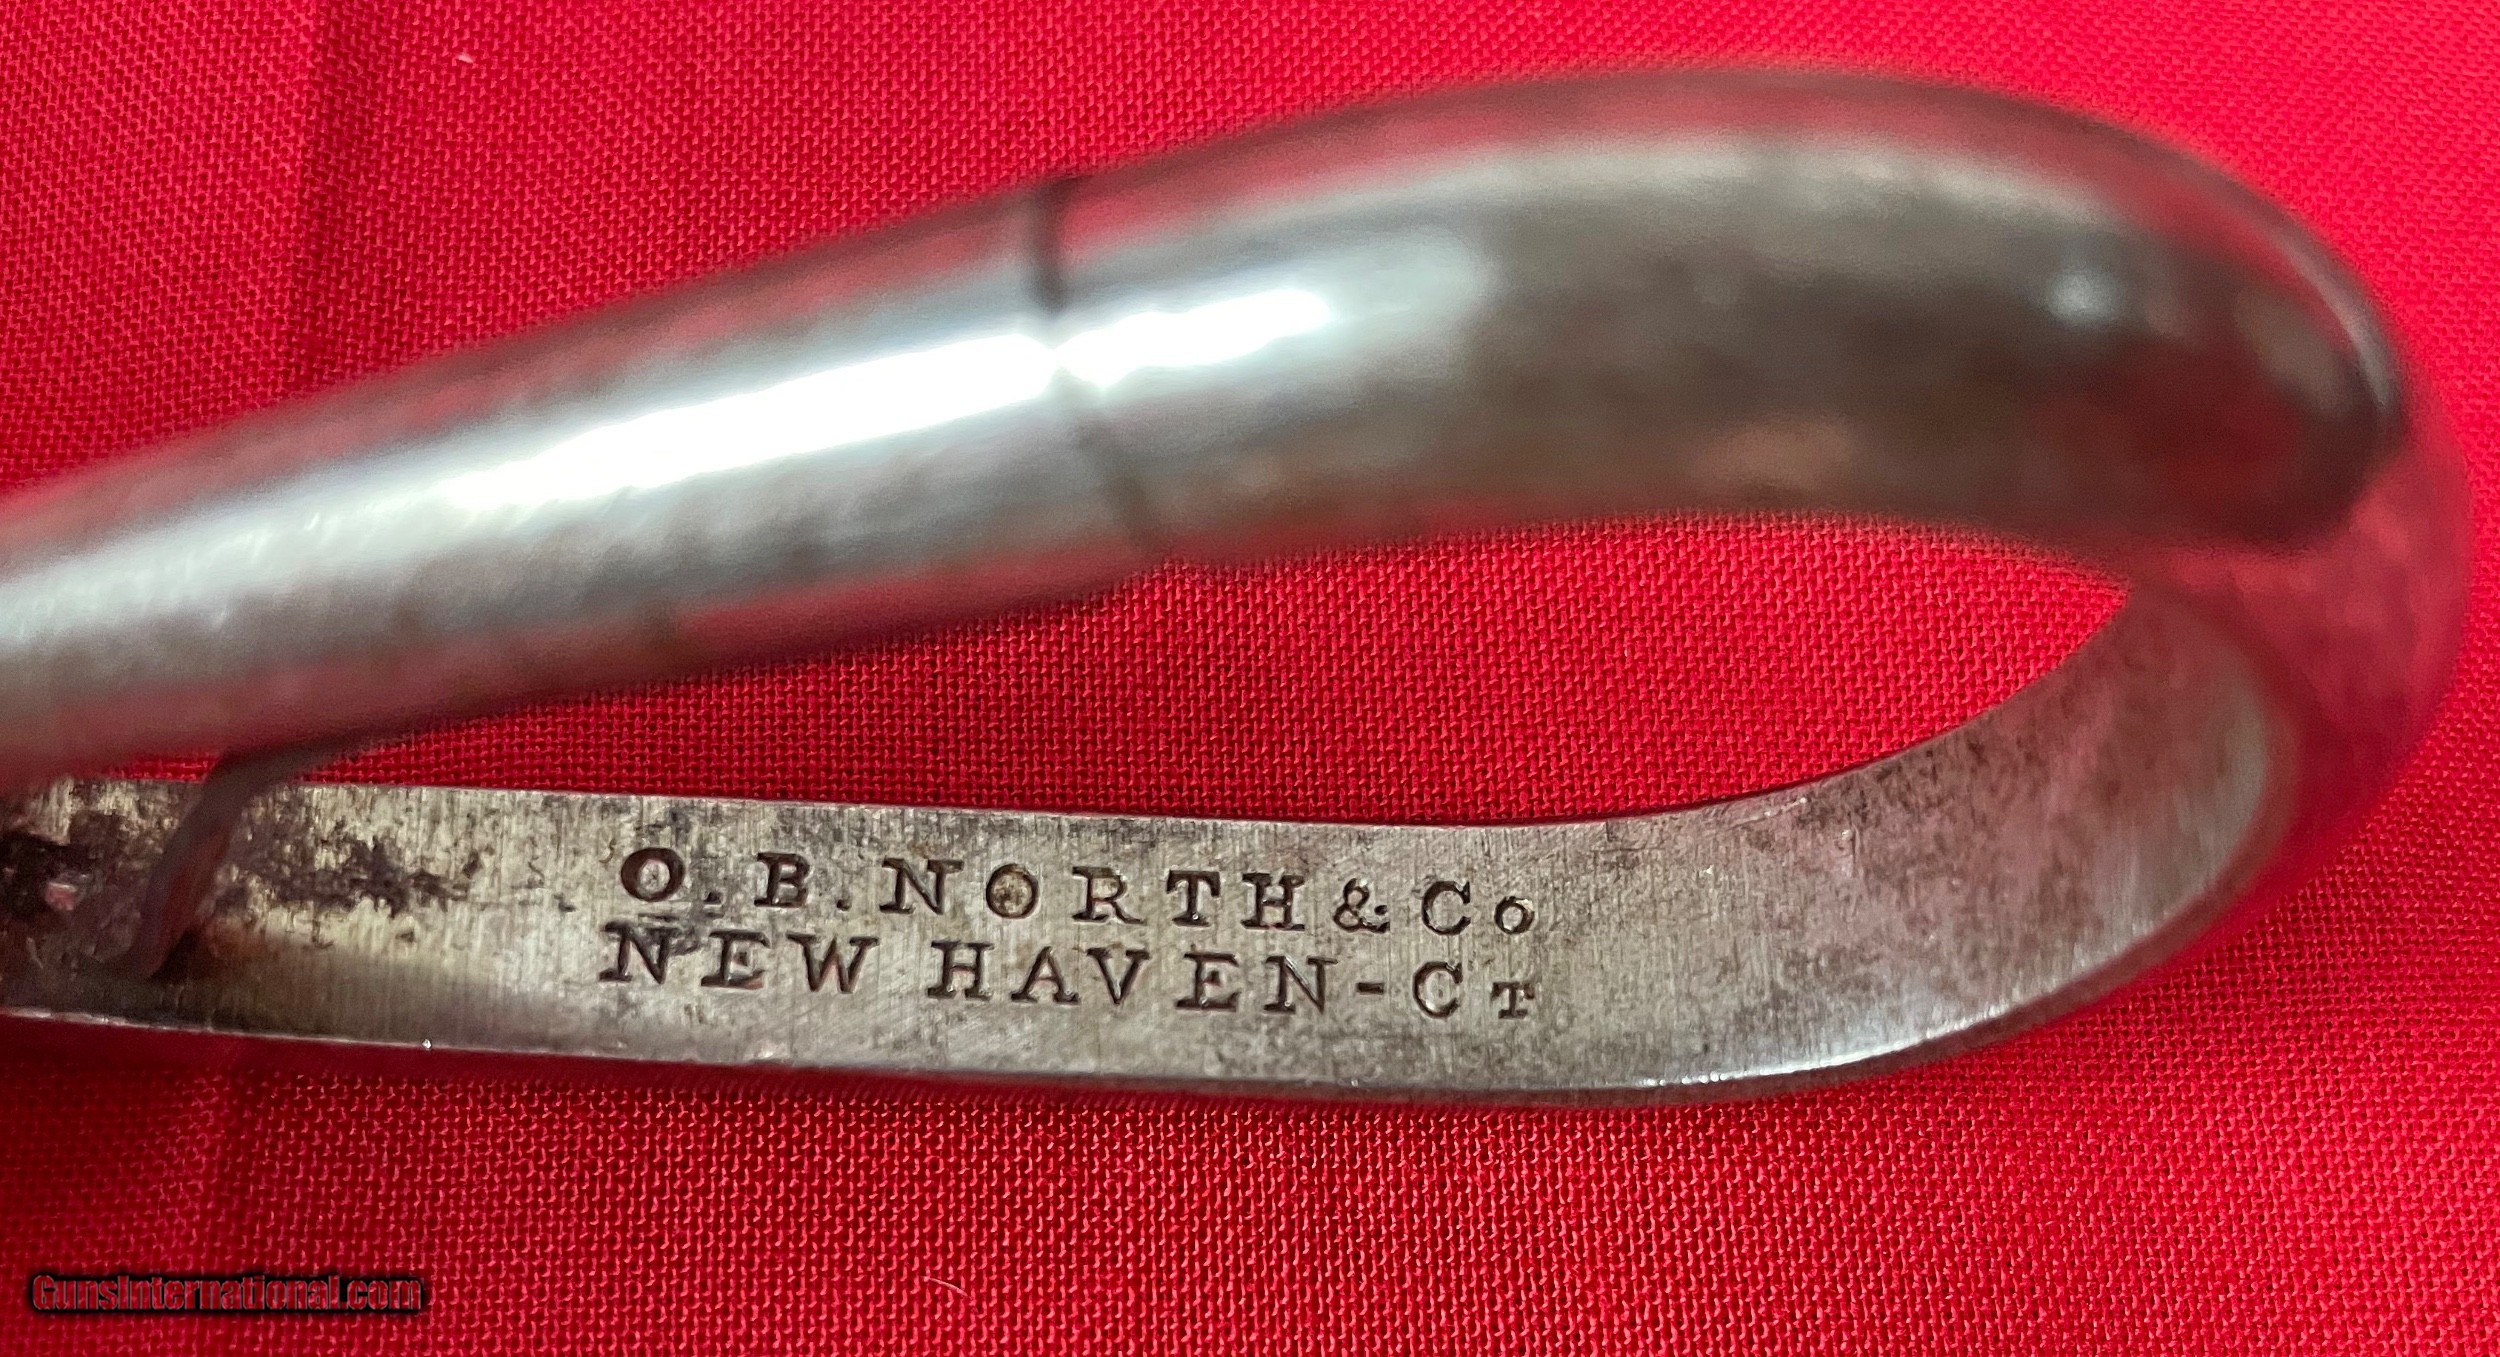 O.B.NORTH & Co
NEW HAVEN-CT
GunsInternational.com